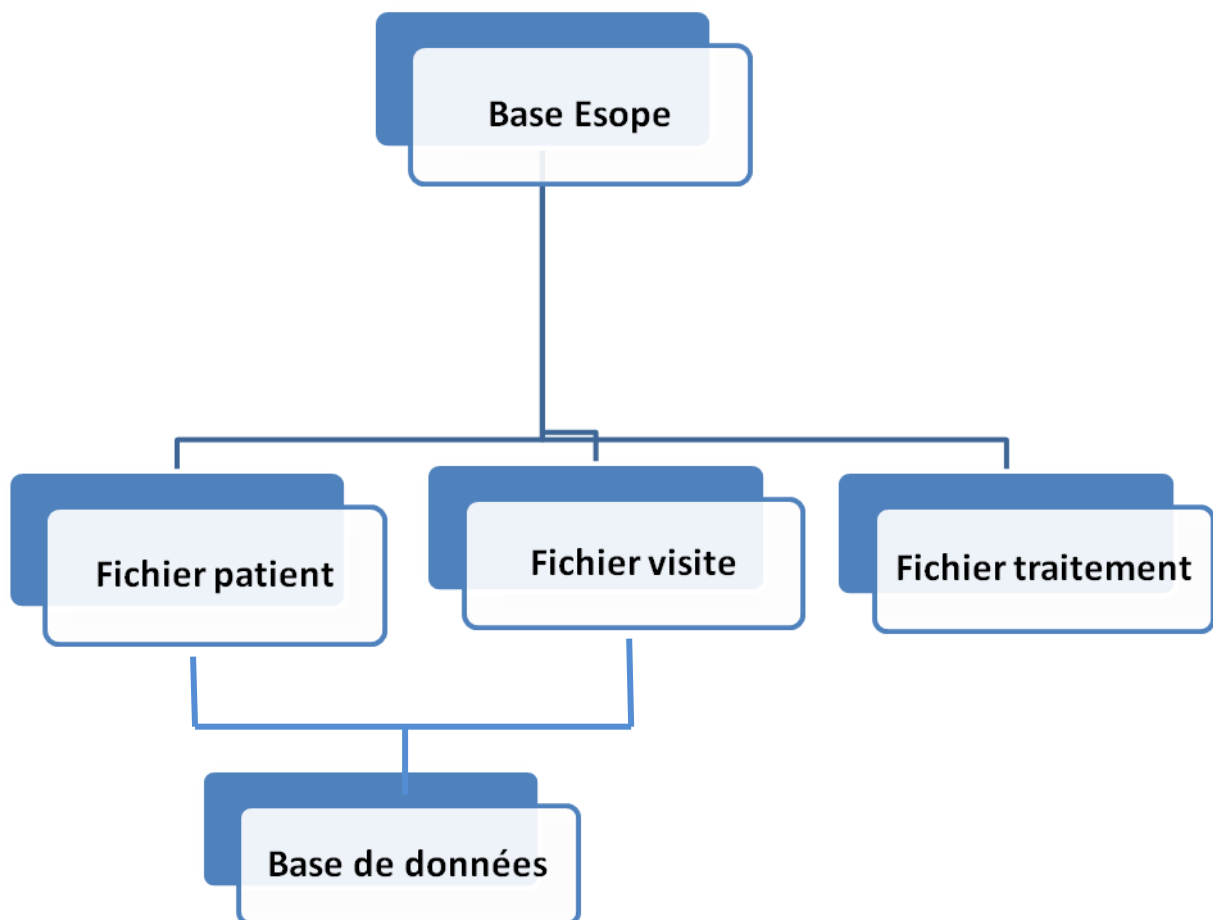 Base Esope
Fichier patient
Fichier visite
Fichier traitement
Base de données